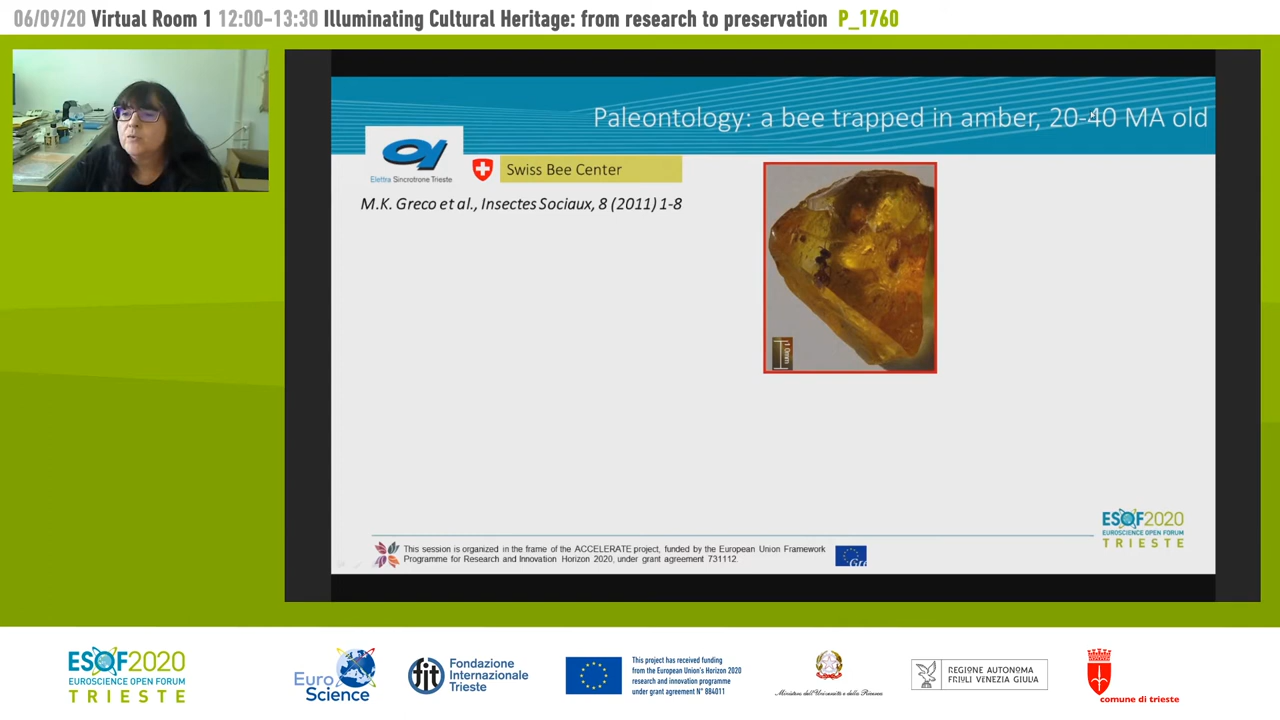 06/09/20 Virtual Room 1 12:00-13:30 Illuminating Cultural Heritage: from research to preservation P_1760
Paleontology: a bee trapped in amber, 20-40 MA old
Elettra Sincrotrone Trieste
Swiss Bee Center
M.K. Greco et al., Insectes Sociaux, 8 (2011) 1-8
ESOF2020
EUROSCIENCE OPEN FORUM
TRIESTE
This session is organized in the frame of the ACCELERATE project, funded by the European Union Framework
Programme for Research and Innovation Horizon 2020, under grant agreement 731112.
ESOF2020
EUROSCIENCE OPEN FORUM
TRIESTE
Euro
Science
fit
Fondazione
Internazionale
Trieste
This project has received funding
from the European Union's Horizon 2020
research and innovation programme
under grant agreement N° 884011
Ministero dell'Università e della Ricerca
REGIONE AUTONOMA
FRIULI VENEZIA GIULIA
comune di trieste